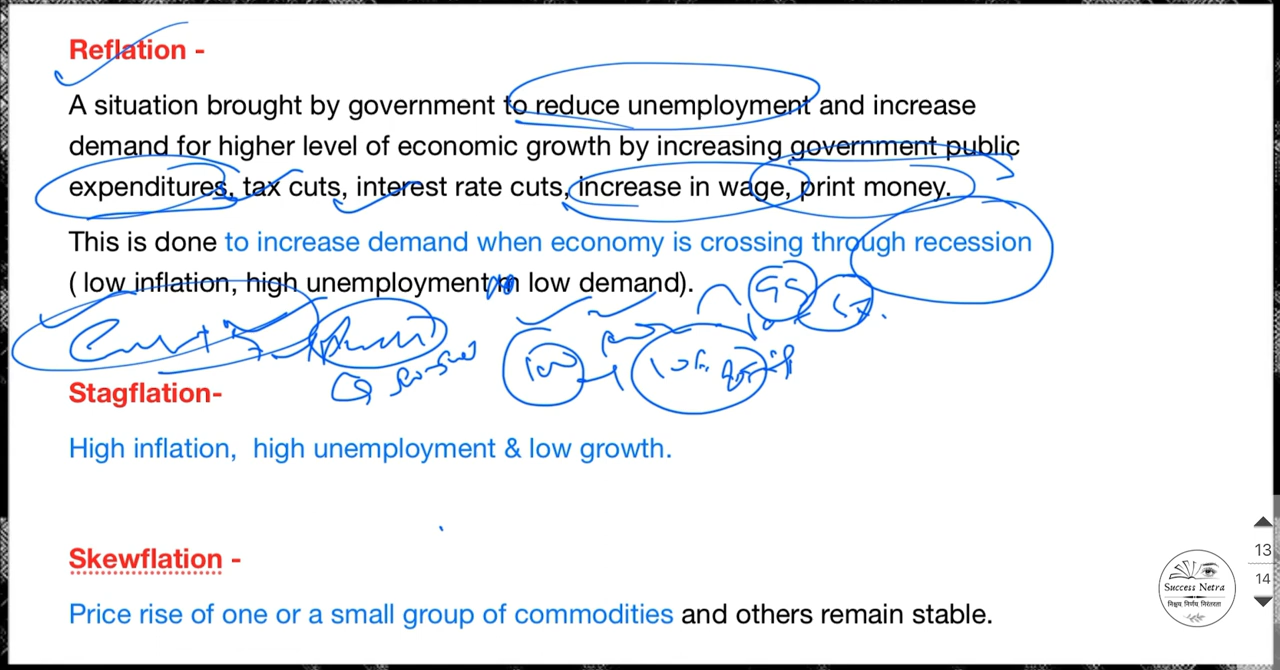 Reflation -
A situation brought by government to reduce unemployment and increase
demand for higher level of economic growth by increasing government public
expenditures, tax cuts, interest rate cuts, increase in wage, print money.
This is done to increase demand when economy is crossing through recession
( low inflation, high unemployment low demand).
Stagflation-
High inflation, high unemployment & low growth.
Skewflation -
Price rise of one or a small group of commodities and others remain stable.
13
14
Success Netra
निश्चय निर्णय निरंतरता